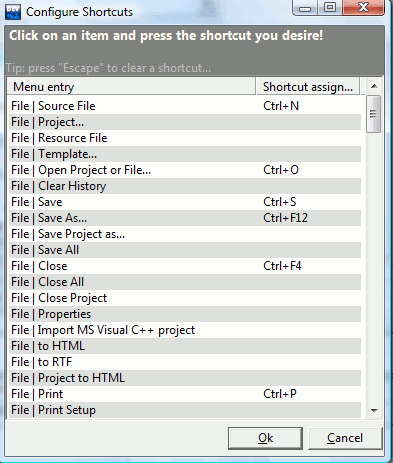 Configure Shortcuts
Click on an item and press the shortcut you desire!
Tip: press "Escape" to clear a shortcut...
Menu entry Shortcut assign...
File | Source File Ctrl+N
File | Project...
File | Resource File
File | Template...
File | Open Project or File... Ctrl+O
File | Clear History
File | Save Ctrl+S
File | Save As... Ctrl+F12
File | Save Project as...
File | Save All
File | Close Ctrl+F4
File | Close All
File | Close Project
File | Properties
File | Import MS Visual C++ project
File | to HTML
File | to RTF
File | Project to HTML
File | Print Ctrl+P
File | Print Setup
Ok Cancel